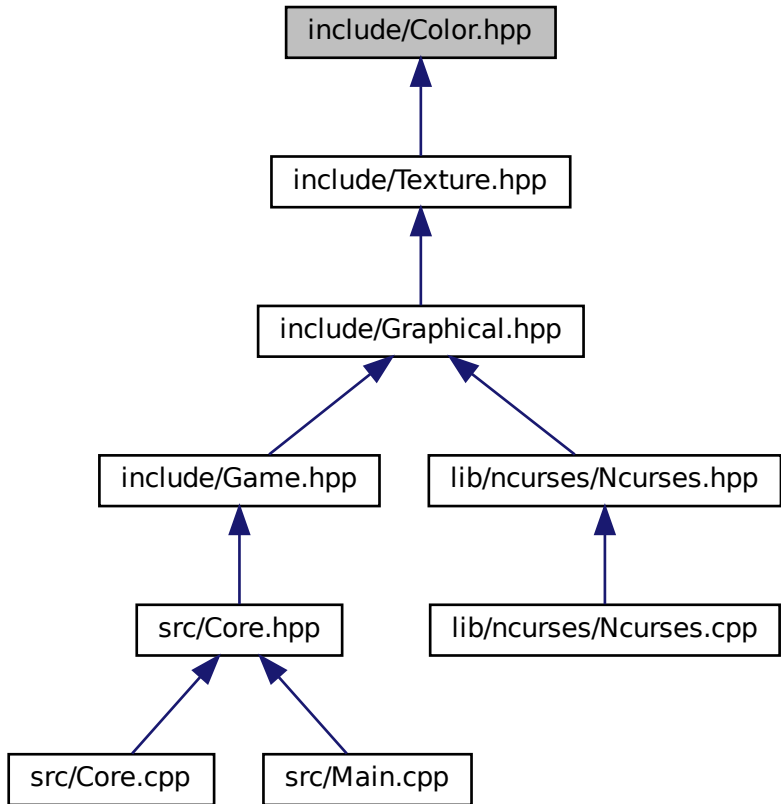 include/Color.hpp
include/Texture.hpp
include/Graphical.hpp
include/Game.hpp
lib/ncurses/Ncurses.hpp
src/Core.hpp
lib/ncurses/Ncurses.cpp
src/Core.cpp
src/Main.cpp